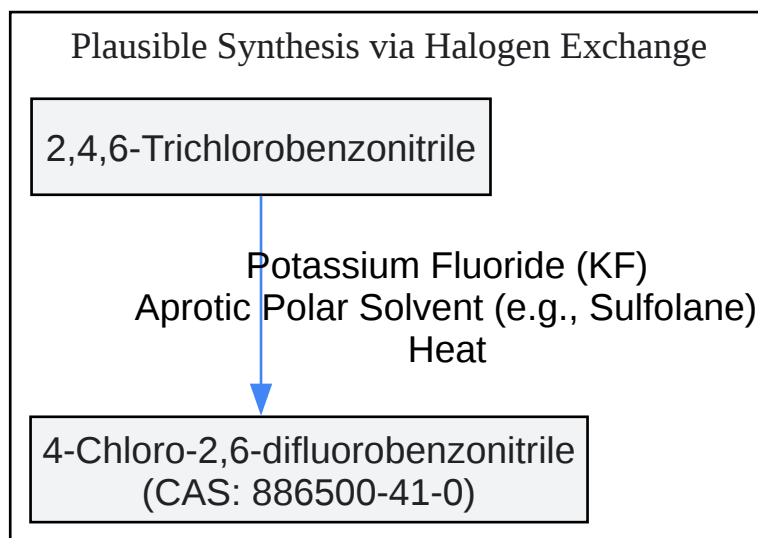 Plausible Synthesis via Halogen Exchange
2,4,6-Trichlorobenzonitrile
Potassium Fluoride (KF)
Aprotic Polar Solvent (e.g., Sulfolane)
Heat
4-Chloro-2,6-difluorobenzonitrile
(CAS: 886500-41-0)